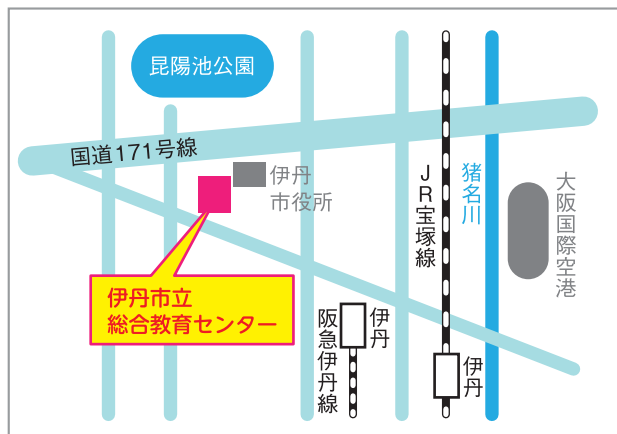 昆陽池公園
国道171号線
伊丹
市役所
伊丹市立
総合教育センター
阪急伊丹線
伊丹
JR宝塚線
伊丹
猪名川
大阪国際空港